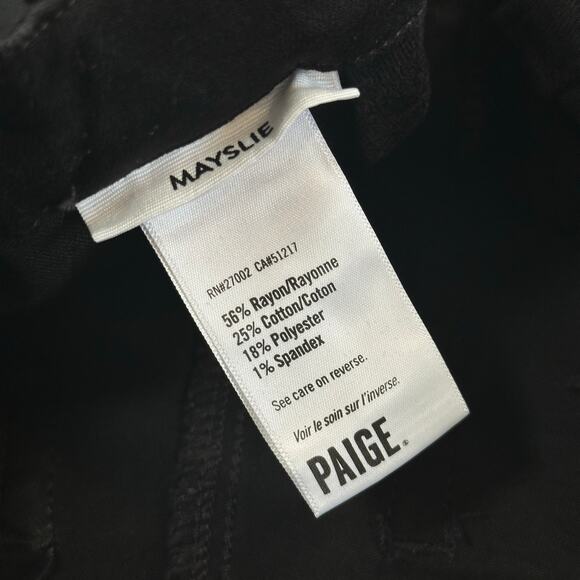 MAYSLIE
RN#27002 CA#51217
56% Rayon/Rayonne
25% Cotton/Coton
18% Polyester
1% Spandex
See care on reverse.
Voir le soin sur l'inverse.
PAIGE®